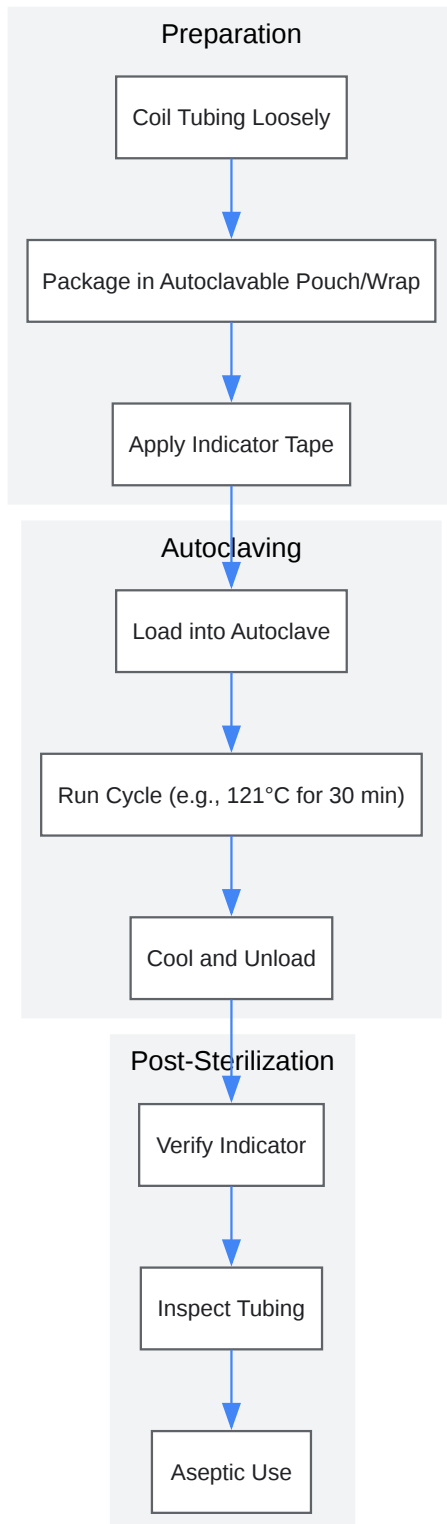 Preparation
Coil Tubing Loosely
Package in Autoclavable Pouch/Wrap
Apply Indicator Tape
Autoclaving
Load into Autoclave
Run Cycle (e.g., 121°C for 30 min)
Cool and Unload
Post-Sterilization
Verify Indicator
Inspect Tubing
Aseptic Use